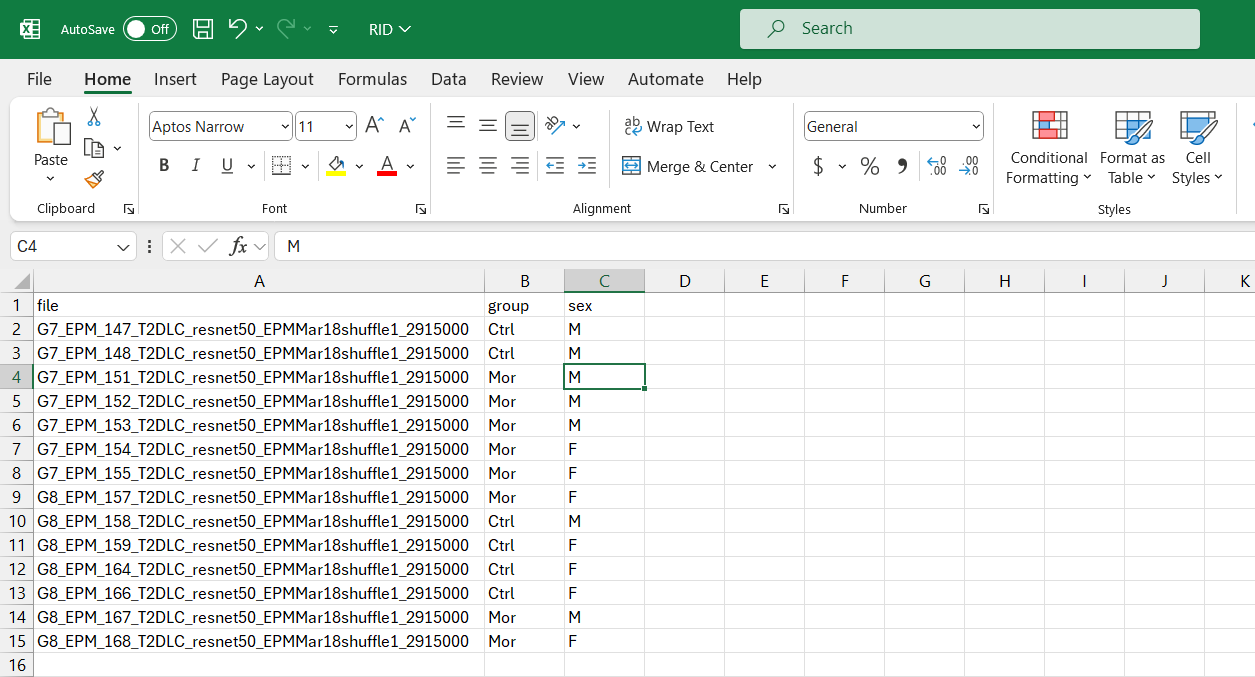 AutoSave Off RID Search
File Home Insert Page Layout Formulas Data Review View Automate Help
Paste
Aptos Narrow 11 A A
B I U A
ab Wrap Text
Merge & Center
General
$ % 9 .00 .00
Conditional Formatting
Format as Table
Cell Styles
Clipboard Font Alignment Number Styles
C4 fx M
A B C D E F G H I J K
1 file group sex
2 G7_EPM_147_T2DLC_resnet50_EPMMar18shuffle1_2915000 Ctrl M
3 G7_EPM_148_T2DLC_resnet50_EPMMar18shuffle1_2915000 Ctrl M
4 G7_EPM_151_T2DLC_resnet50_EPMMar18shuffle1_2915000 Mor M
5 G7_EPM_152_T2DLC_resnet50_EPMMar18shuffle1_2915000 Mor M
6 G7_EPM_153_T2DLC_resnet50_EPMMar18shuffle1_2915000 Mor M
7 G7_EPM_154_T2DLC_resnet50_EPMMar18shuffle1_2915000 Mor F
8 G7_EPM_155_T2DLC_resnet50_EPMMar18shuffle1_2915000 Mor F
9 G8_EPM_157_T2DLC_resnet50_EPMMar18shuffle1_2915000 Mor F
10 G8_EPM_158_T2DLC_resnet50_EPMMar18shuffle1_2915000 Ctrl M
11 G8_EPM_159_T2DLC_resnet50_EPMMar18shuffle1_2915000 Ctrl F
12 G8_EPM_164_T2DLC_resnet50_EPMMar18shuffle1_2915000 Ctrl F
13 G8_EPM_166_T2DLC_resnet50_EPMMar18shuffle1_2915000 Ctrl F
14 G8_EPM_167_T2DLC_resnet50_EPMMar18shuffle1_2915000 Mor M
15 G8_EPM_168_T2DLC_resnet50_EPMMar18shuffle1_2915000 Mor F
16